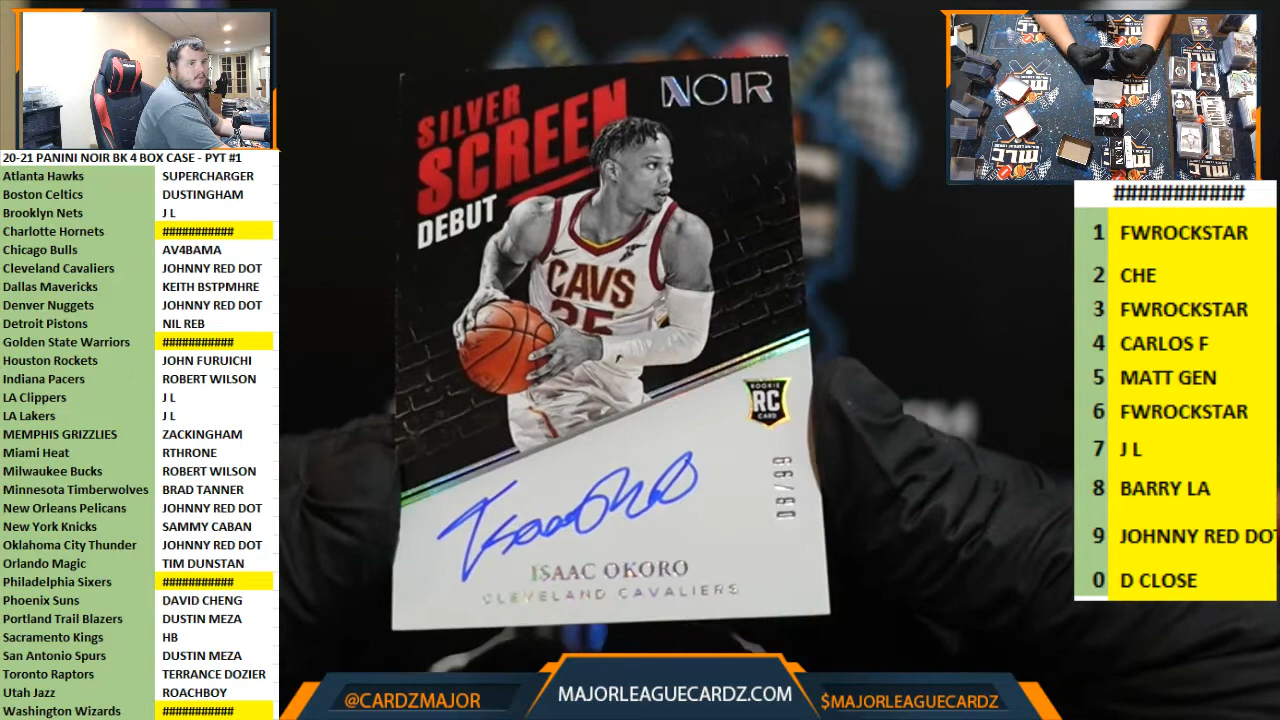 20-21 PANINI NOIR BK 4 BOX CASE - PYT #1
Atlanta Hawks SUPERCHARGER
Boston Celtics DUSTINGHAM
Brooklyn Nets J L
Charlotte Hornets ###########
Chicago Bulls AV4BAMA
Cleveland Cavaliers JOHNNY RED DOT
Dallas Mavericks KEITH BSTPMHRE
Denver Nuggets JOHNNY RED DOT
Detroit Pistons NIL REB
Golden State Warriors ###########
Houston Rockets JOHN FURUICHI
Indiana Pacers ROBERT WILSON
LA Clippers J L
LA Lakers J L
MEMPHIS GRIZZLIES ZACKINGHAM
Miami Heat RTHRONE
Milwaukee Bucks ROBERT WILSON
Minnesota Timberwolves BRAD TANNER
New Orleans Pelicans JOHNNY RED DOT
New York Knicks SAMMY CABAN
Oklahoma City Thunder JOHNNY RED DOT
Orlando Magic TIM DUNSTAN
Philadelphia Sixers ###########
Phoenix Suns DAVID CHENG
Portland Trail Blazers DUSTIN MEZA
Sacramento Kings HB
San Antonio Spurs DUSTIN MEZA
Toronto Raptors TERRANCE DOZIER
Utah Jazz ROACHBOY
Washington Wizards ###########
SILVER
SCREEN
DEBUT
NOIR
CAVS
35
ROOKIE
RC
CARD
09/99
ISAAC OKORO
CLEVELAND CAVALIERS
###########
1 FWROCKSTAR
2 CHE
3 FWROCKSTAR
4 CARLOS F
5 MATT GEN
6 FWROCKSTAR
7 J L
8 BARRY LA
9 JOHNNY RED DOT
0 D CLOSE
@CARDZMAJOR
MAJORLEAGUECARDZ.COM
$MAJORLEAGUECARDZ